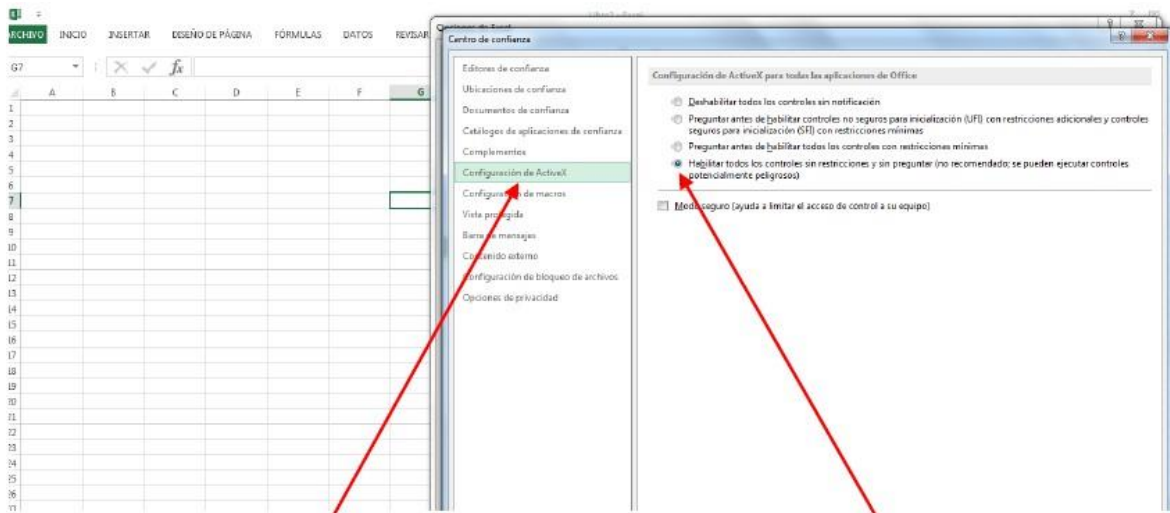 ARCHIVO INICIO INSERTAR DISEÑO DE PÁGINA FÓRMULAS DATOS REVISAR
G7
fx
A B C D E F G
1
2
3
4
5
6
7
8
9
10
11
12
13
14
15
16
17
18
19
20
21
22
23
24
25
26
27
Opciones de Excel
Centro de confianza
Editores de confianza
Ubicaciones de confianza
Documentos de confianza
Catálogos de aplicaciones de confianza
Complementos
Configuración de ActiveX
Configuración de macros
Vista protegida
Barra de mensajes
Contenido externo
Configuración de bloqueo de archivos
Opciones de privacidad
Configuración de ActiveX para todas las aplicaciones de Office
Deshabilitar todos los controles sin notificación
Preguntar antes de habilitar controles no seguros para inicialización (UFI) con restricciones adicionales y controles
seguros para inicialización (SFI) con restricciones mínimas
Preguntar antes de habilitar todos los controles con restricciones mínimas
Habilitar todos los controles sin restricciones y sin preguntar (no recomendado; se pueden ejecutar controles
potencialmente peligrosos)
Modo seguro (ayuda a limitar el acceso de control a su equipo)